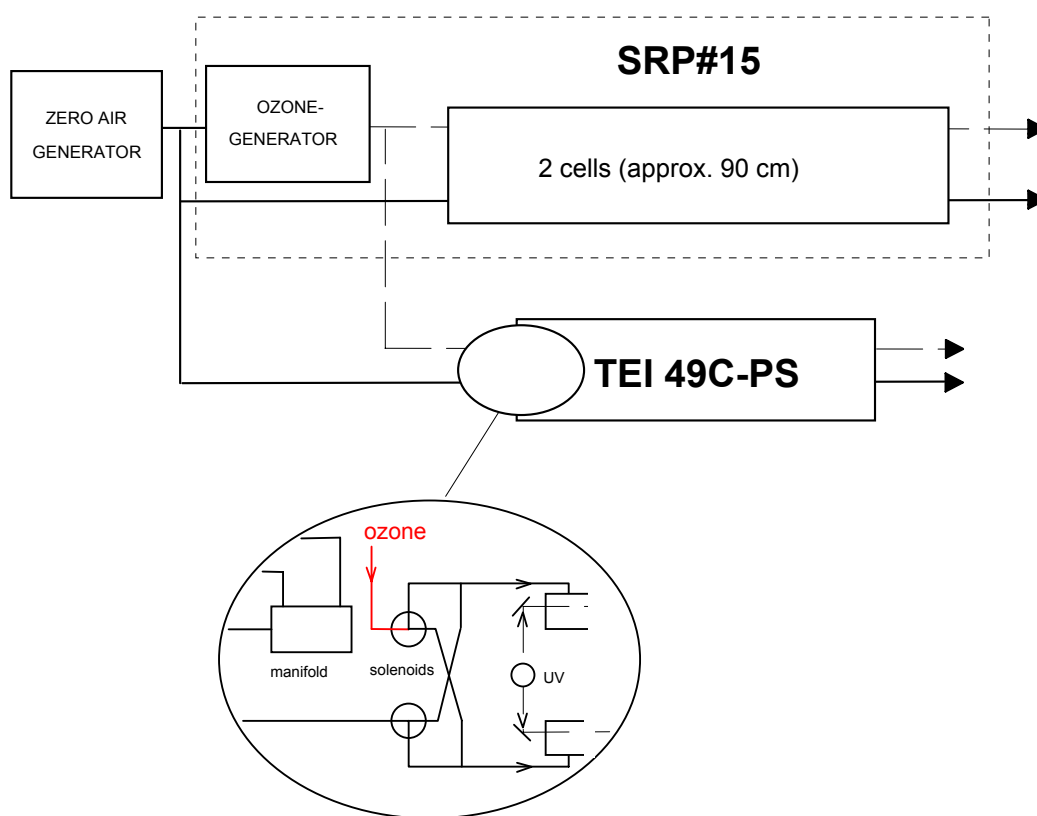 SRP#15
ZERO AIR
GENERATOR
OZONE-
GENERATOR
2 cells (approx. 90 cm)
TEI 49C-PS
ozone
manifold
solenoids
UV